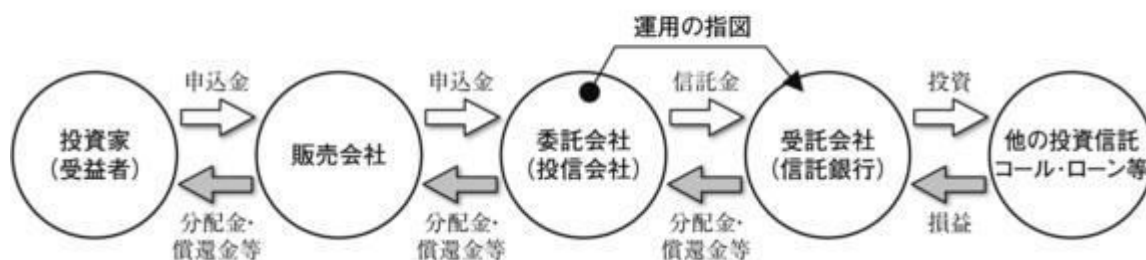 運用の指図
申込金
申込金
信託金
投資
投資家
(受益者)
販売会社
委託会社
(投信会社)
受託会社
(信託銀行)
他の投資信託
コール・ローン等
分配金・
償還金等
分配金・
償還金等
分配金・
償還金等
損益